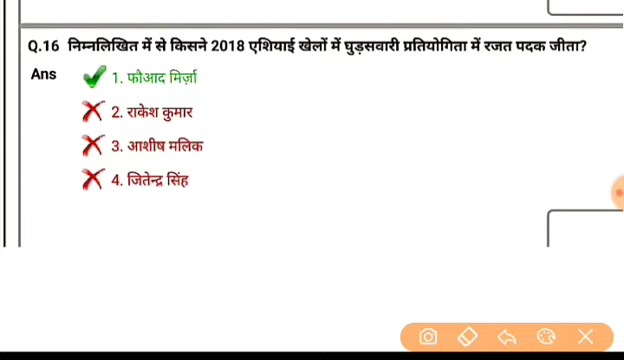 Q.16 निम्नलिखित में से किसने 2018 एशियाई खेलों में घुड़सवारी प्रतियोगिता में रजत पदक जीता?
Ans 1. फौआद मिर्ज़ा
2. राकेश कुमार
3. आशीष मलिक
4. जितेन्द्र सिंह